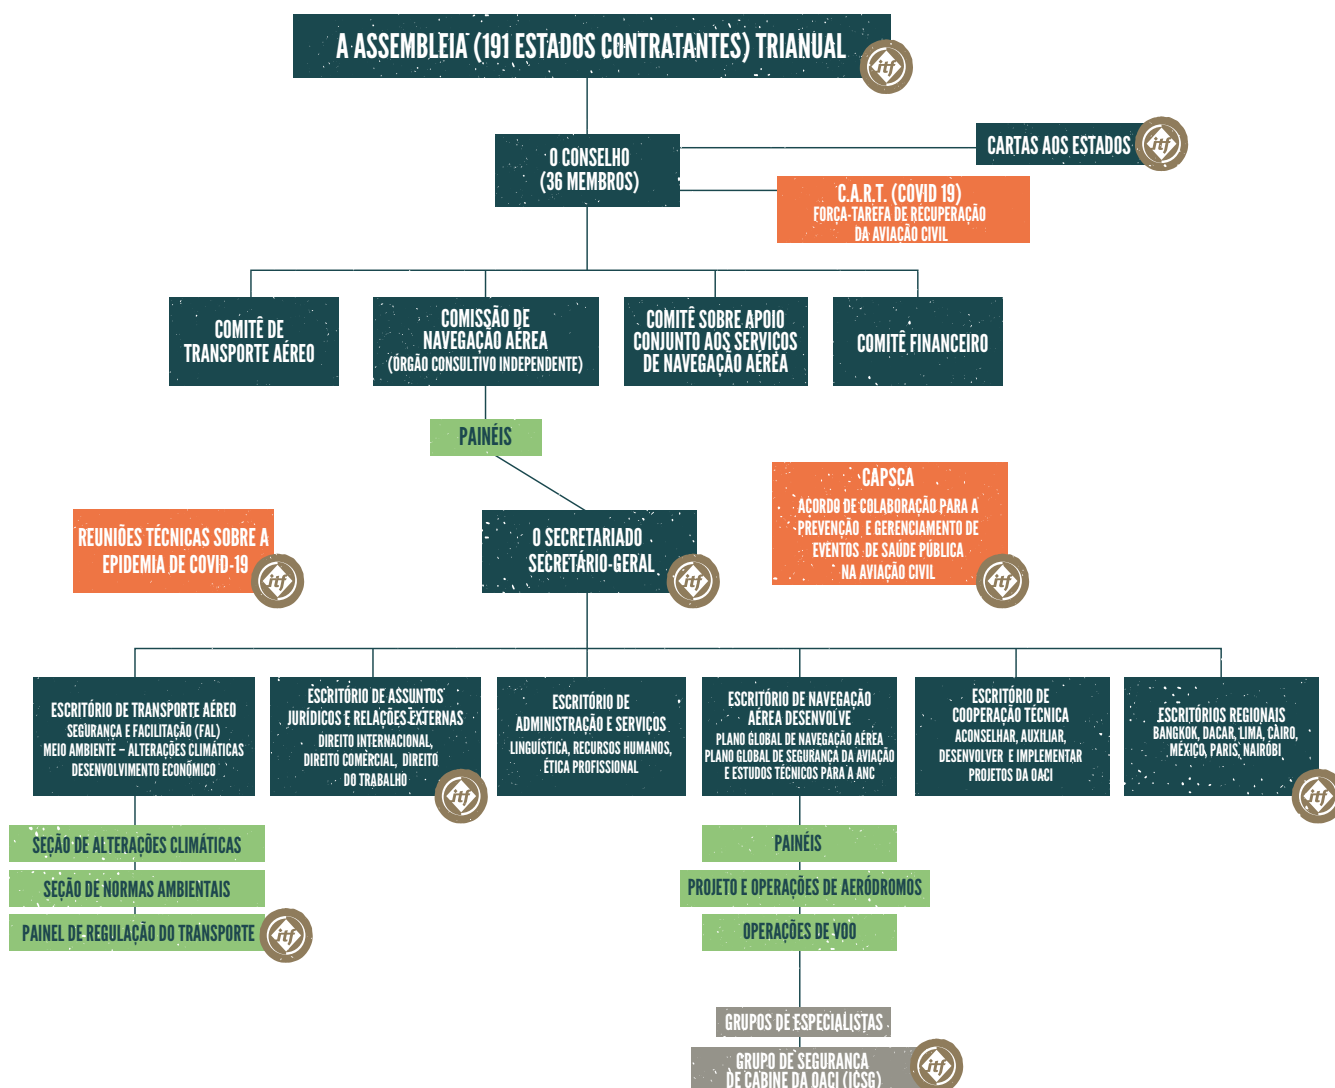 A ASSEMBLEIA (191 ESTADOS CONTRATANTES) TRIANUAL
itf
O CONSELHO
(36 MEMBROS)
CARTAS AOS ESTADOS
itf
C.A.R.T. (COVID 19)
FORÇA-TAREFA DE RECUPERAÇÃO
DA AVIAÇÃO CIVIL
COMITÊ DE
TRANSPORTE AÉREO
COMISSÃO DE
NAVEGAÇÃO AÉREA
(ÓRGÃO CONSULTIVO INDEPENDENTE)
COMITÊ SOBRE APOIO
CONJUNTO AOS SERVIÇOS
DE NAVEGAÇÃO AÉREA
COMITÊ FINANCEIRO
PAINÉIS
REUNIÕES TÉCNICAS SOBRE A
EPIDEMIA DE COVID-19
itf
O SECRETARIADO
SECRETÁRIO-GERAL
itf
CAPSCA
ACORDO DE COLABORAÇÃO PARA A
PREVENÇÃO E GERENCIAMENTO DE
EVENTOS DE SAÚDE PÚBLICA
NA AVIAÇÃO CIVIL
itf
ESCRITÓRIO DE TRANSPORTE AÉREO
SEGURANÇA E FACILITAÇÃO (FAL)
MEIO AMBIENTE – ALTERAÇÕES CLIMÁTICAS
DESENVOLVIMENTO ECONÓMICO
ESCRITÓRIO DE ASSUNTOS
JURÍDICOS E RELAÇÕES EXTERNAS
DIREITO INTERNACIONAL,
DIREITO COMERCIAL, DIREITO
DO TRABALHO
itf
ESCRITÓRIO DE
ADMINISTRAÇÃO E SERVIÇOS
LINGUÍSTICA, RECURSOS HUMANOS,
ÉTICA PROFISSIONAL
ESCRITÓRIO DE NAVEGAÇÃO
AÉREA DESENVOLVE
PLANO GLOBAL DE NAVEGAÇÃO AÉREA
PLANO GLOBAL DE SEGURANÇA DA AVIAÇÃO
E ESTUDOS TÉCNICOS PARA A ANC
ESCRITÓRIO DE
COOPERAÇÃO TÉCNICA
ACONSELHAR, AUXILIAR,
DESENVOLVER E IMPLEMENTAR
PROJETOS DA OACI
ESCRITÓRIOS REGIONAIS
BANGKOK, DACAR, LIMA, CAIRO,
MÉXICO, PARIS, NAIRÓBI
itf
SEÇÃO DE ALTERAÇÕES CLIMÁTICAS
SEÇÃO DE NORMAS AMBIENTAIS
PAINEL DE REGULAÇÃO DO TRANSPORTE
itf
PAINÉIS
PROJETO E OPERAÇÕES DE AERÓDROMOS
OPERAÇÕES DE VOO
GRUPOS DE ESPECIALISTAS
GRUPO DE SEGURANÇA
DE CABINE DA OACI (ICSG)
itf